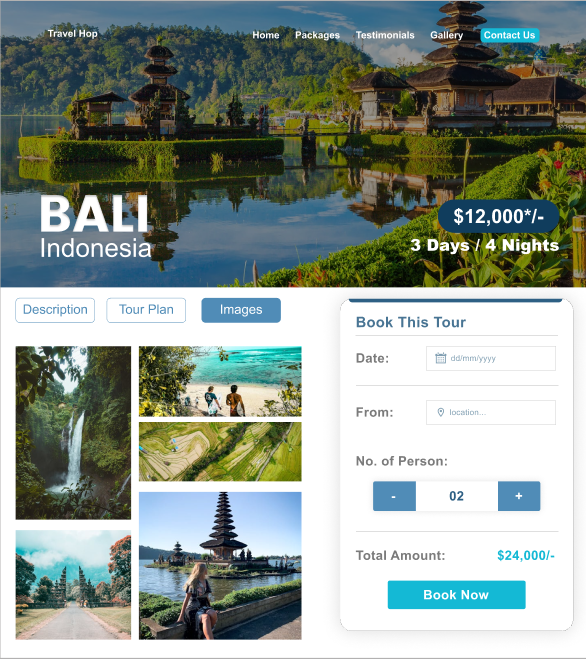 Travel Hop
Home Packages Testimonials Gallery Contact Us
BALI
Indonesia
$12,000*/-
3 Days / 4 Nights
Description Tour Plan Images
Book This Tour
Date: dd/mm/yyyy
From: location...
No. of Person:
- 02 +
Total Amount: $24,000/-
Book Now